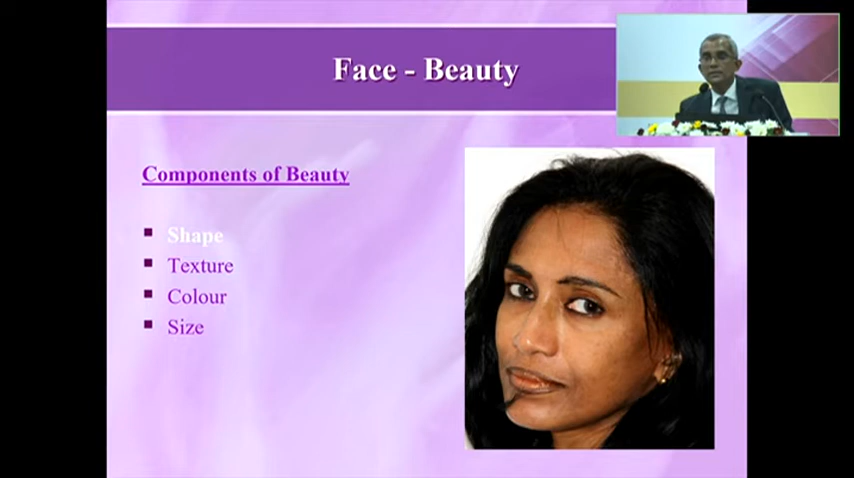 Face - Beauty
Components of Beauty
Shape
Texture
Colour
Size